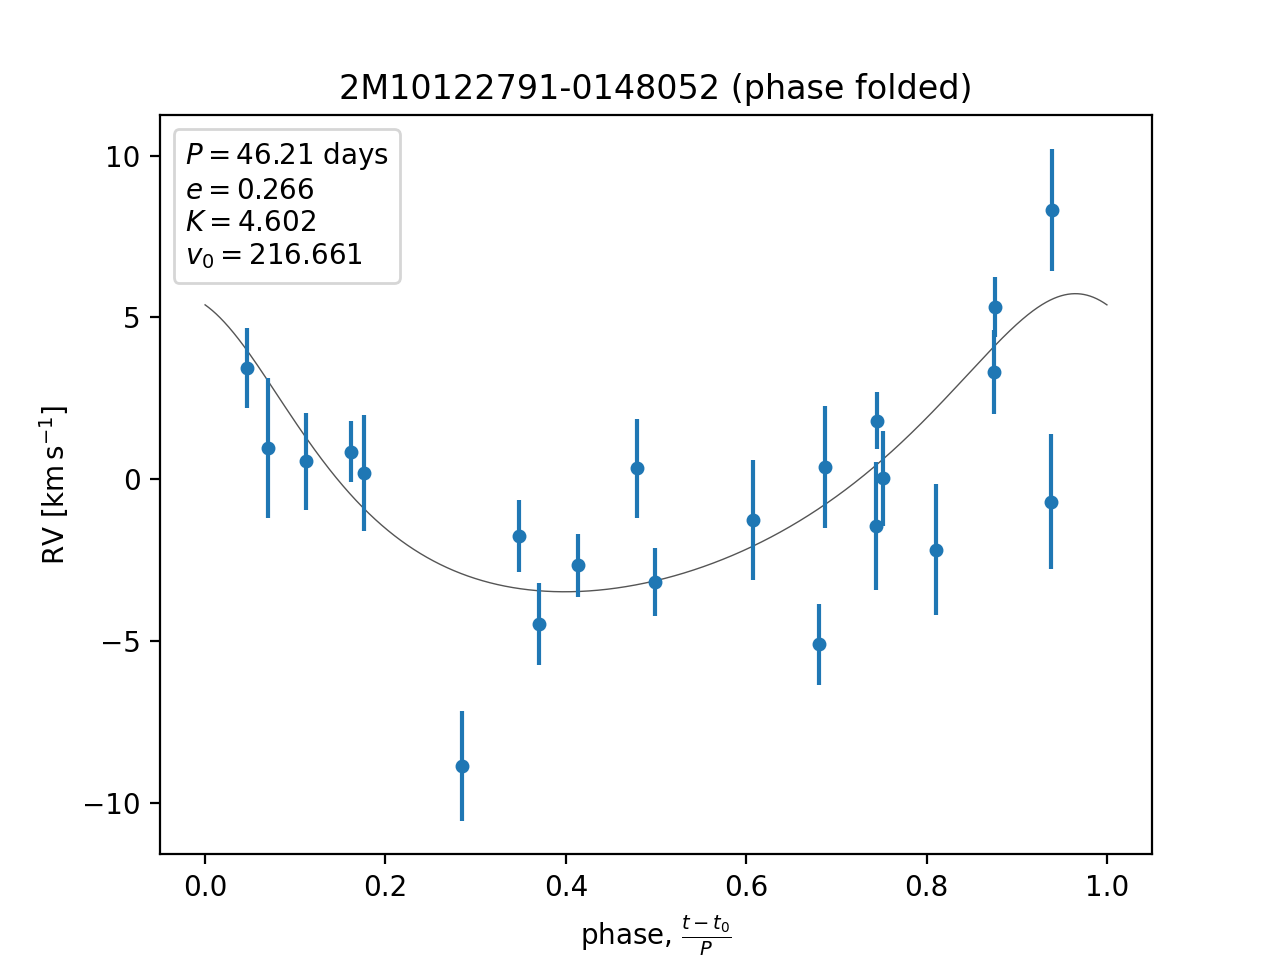 2M10122791-0148052 (phase folded)
P = 46.21 days
e = 0.266
K = 4.602
v₀ = 216.661
10
5
0
−5
−10
RV [km s⁻¹]
0.0 0.2 0.4 0.6 0.8 1.0
phase, (t − t₀)/P